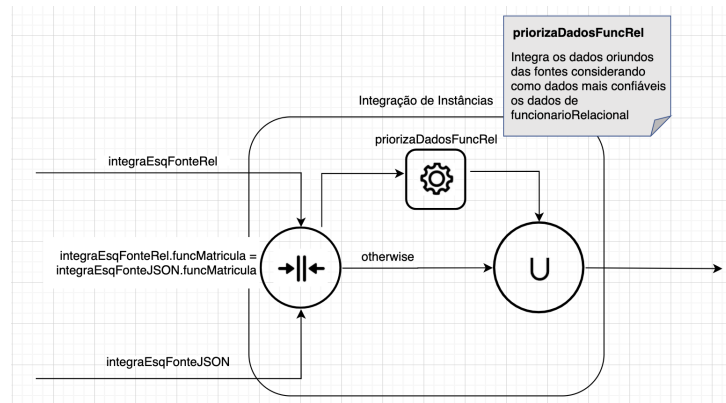 priorizaDadosFuncRel
Integra os dados oriundos
das fontes considerando
como dados mais confiáveis
os dados de
funcionarioRelacional
Integração de Instâncias
priorizaDadosFuncRel
integraEsqFonteRel
integraEsqFonteRel.funcMatricula =
integraEsqFonteJSON.funcMatricula
otherwise
U
integraEsqFonteJSON